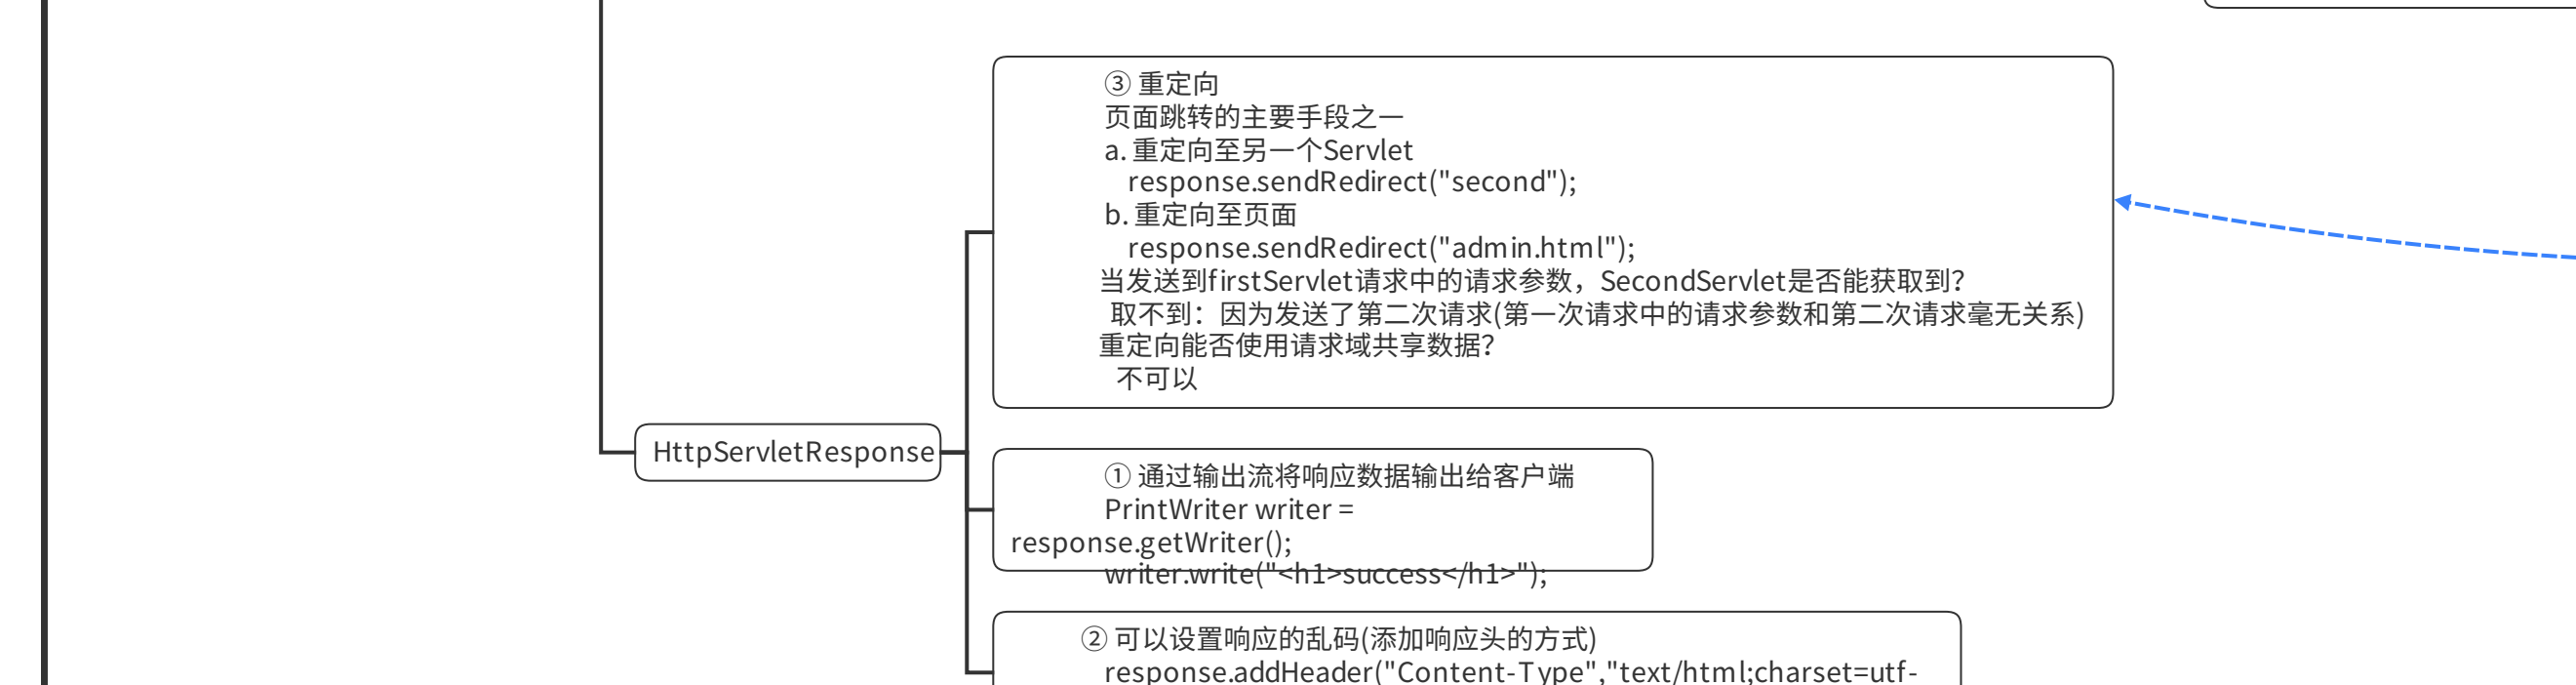 ③ 重定向
页面跳转的主要手段之一
a. 重定向至另一个Servlet
response.sendRedirect("second");
b. 重定向至页面
response.sendRedirect("admin.html");
当发送到firstServlet请求中的请求参数，SecondServlet是否能获取到？
取不到：因为发送了第二次请求(第一次请求中的请求参数和第二次请求毫无关系)
重定向能否使用请求域共享数据？
不可以
HttpServletResponse
① 通过输出流将响应数据输出给客户端
PrintWriter writer =
response.getWriter();
writer.write("<h1>success</h1>");
② 可以设置响应的乱码(添加响应头的方式)
response.addHeader("Content-Type","text/html;charset=utf-